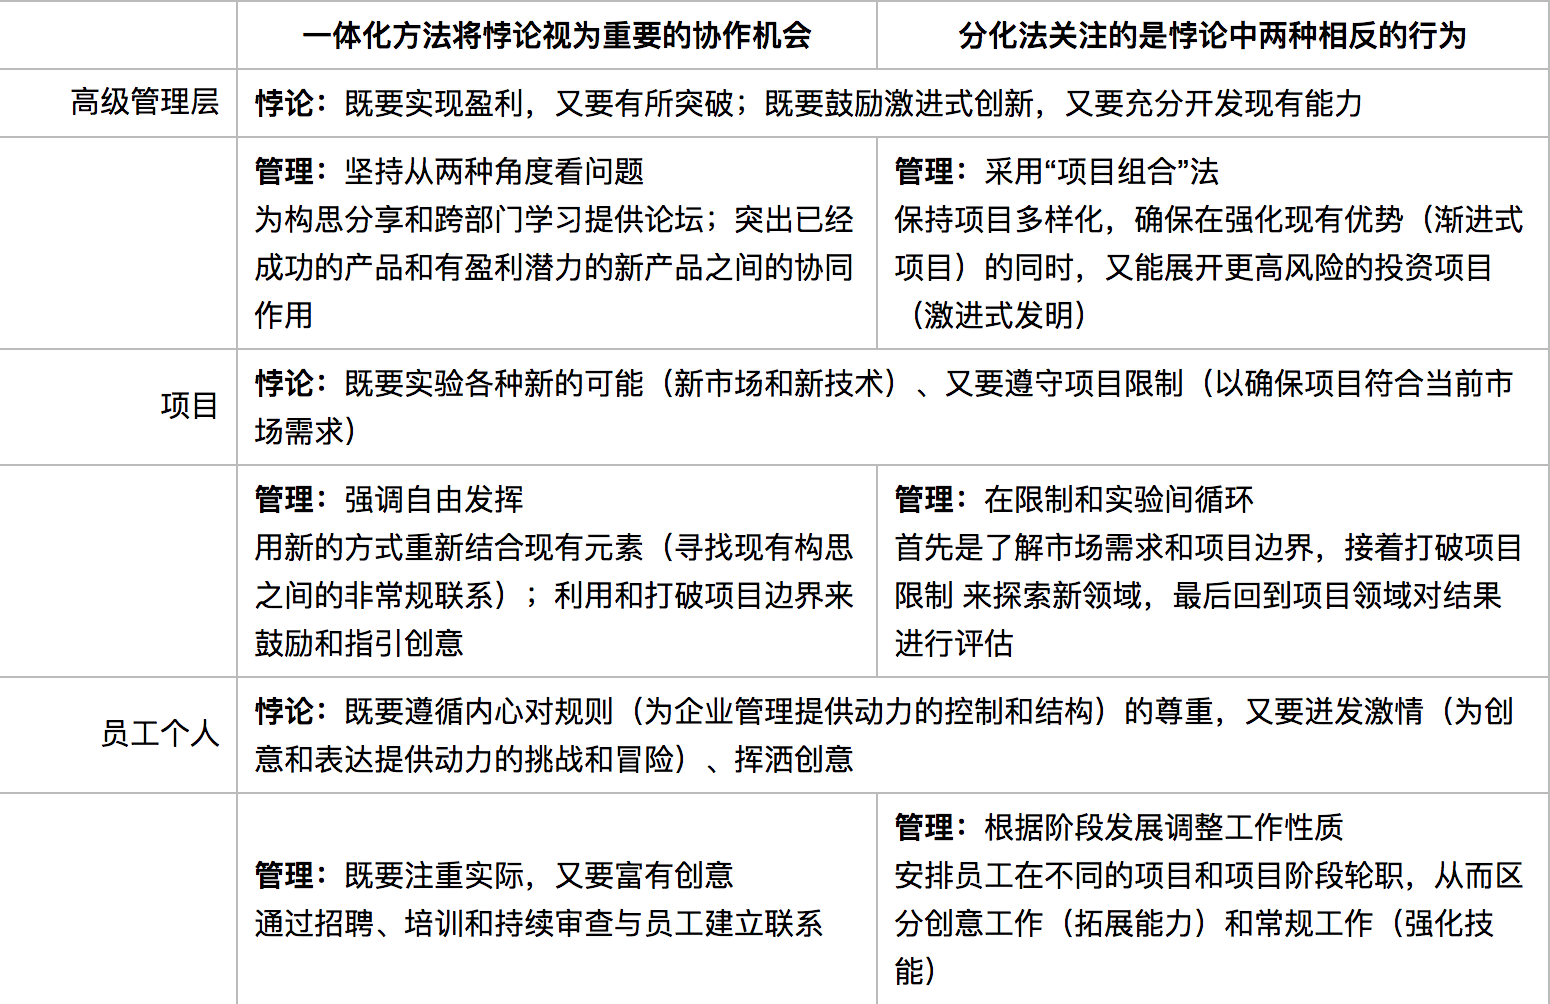 一体化方法将悖论视为重要的协作机会
分化法关注的是悖论中两种相反的行为
高级管理层
悖论：既要实现盈利，又要有所突破；既要鼓励激进式创新，又要充分开发现有能力
管理：坚持从两种角度看问题
为构思分享和跨部门学习提供论坛；突出已经
成功的产品和有盈利潜力的新产品之间的协同
作用
管理：采用“项目组合”法
保持项目多样化，确保在强化现有优势（渐进式
项目）的同时，又能展开更高风险的投资项目
（激进式发明）
项目
悖论：既要实验各种新的可能（新市场和新技术）、又要遵守项目限制（以确保项目符合当前市
场需求）
管理：强调自由发挥
用新的方式重新结合现有元素（寻找现有构思
之间的非常规联系）；利用和打破项目边界来
鼓励和指引创意
管理：在限制和实验间循环
首先是了解市场需求和项目边界，接着打破项目
限制 来探索新领域，最后回到项目领域对结果
进行评估
员工个人
悖论：既要遵循内心对规则（为企业管理提供动力的控制和结构）的尊重，又要迸发激情（为创
意和表达提供动力的挑战和冒险）、挥洒创意
管理：既要注重实际，又要富有创意
通过招聘、培训和持续审查与员工建立联系
管理：根据阶段发展调整工作性质
安排员工在不同的项目和项目阶段轮职，从而区
分创意工作（拓展能力）和常规工作（强化技
能）